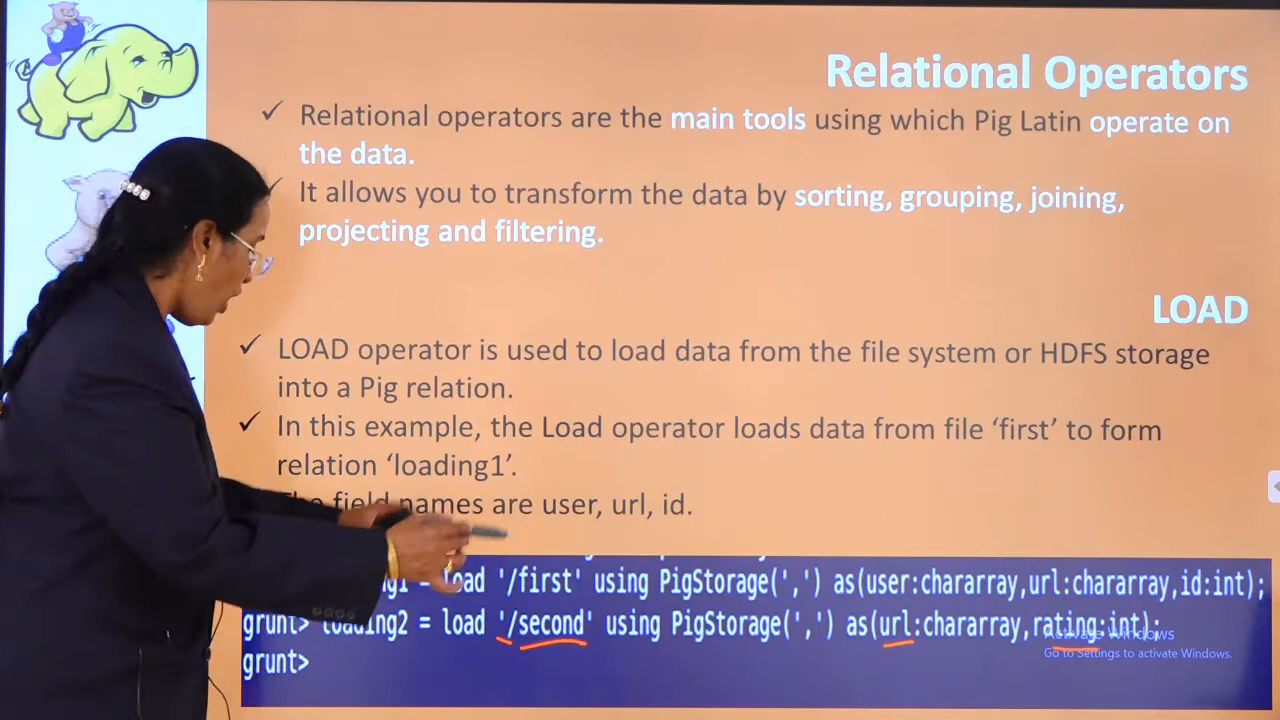 Relational Operators
✓ Relational operators are the main tools using which Pig Latin operate on
the data.
✓ It allows you to transform the data by sorting, grouping, joining,
projecting and filtering.
LOAD
✓ LOAD operator is used to load data from the file system or HDFS storage
into a Pig relation.
✓ In this example, the Load operator loads data from file ‘first’ to form
relation ‘loading1’.
The field names are user, url, id.
= load '/first' using PigStorage(',') as(user:chararray,url:chararray,id:int);
grunt> loading2 = load '/second' using PigStorage(',') as(url:chararray,rating:int);
grunt>
Activate Windows
Go to Settings to activate Windows.